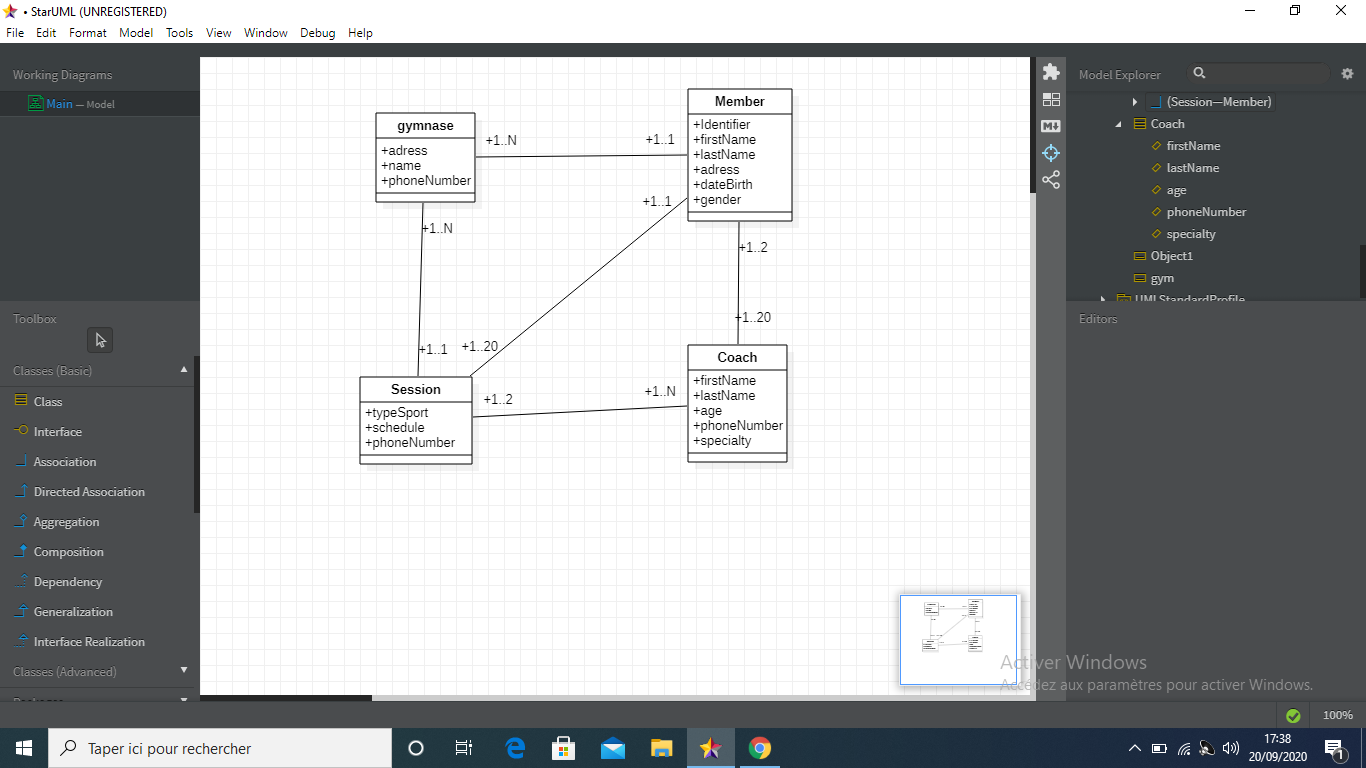 • StarUML (UNREGISTERED)
File Edit Format Model Tools View Window Debug Help
Working Diagrams
Main — Model
Toolbox
Classes (Basic)
Class
Interface
Association
Directed Association
Aggregation
Composition
Dependency
Generalization
Interface Realization
Classes (Advanced)
gymnase
+adress
+name
+phoneNumber
+1..N
+1..1
Member
+Identifier
+firstName
+lastName
+adress
+dateBirth
+gender
+1..N
+1..1
+1..2
+1..20
+1..1
+1..20
Session
+typeSport
+schedule
+phoneNumber
+1..2
+1..N
Coach
+firstName
+lastName
+age
+phoneNumber
+specialty
Model Explorer
(Session—Member)
Coach
firstName
lastName
age
phoneNumber
specialty
Object1
gym
UMLStandardProfile
Editors
Activer Windows
Accédez aux paramètres pour activer Windows.
100%
Taper ici pour rechercher
17:38
20/09/2020
1